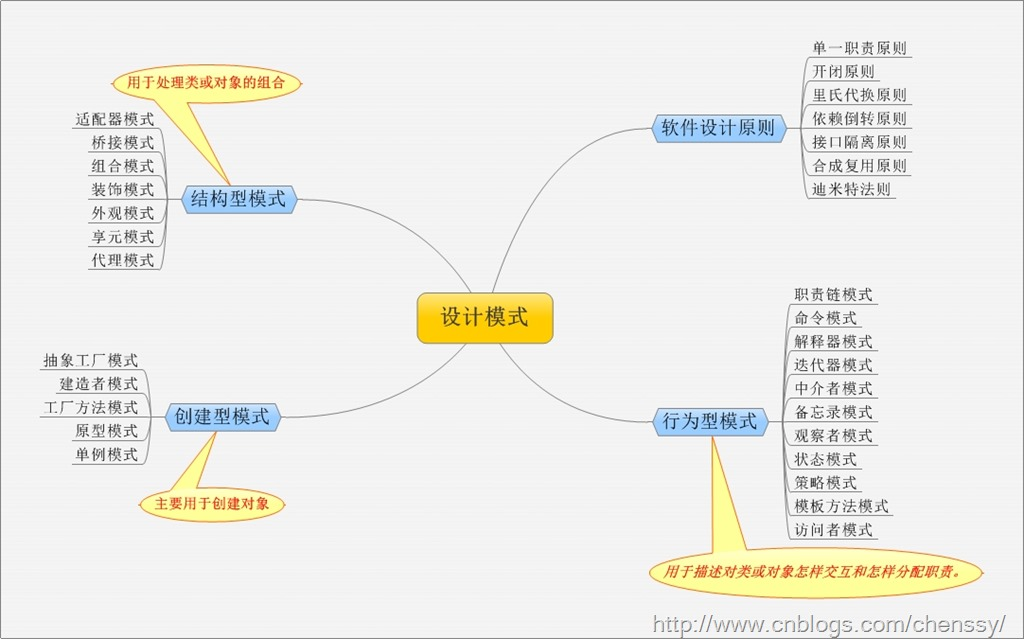 设计模式
软件设计原则
单一职责原则
开闭原则
里氏代换原则
依赖倒转原则
接口隔离原则
合成复用原则
迪米特法则
用于处理类或对象的组合
结构型模式
适配器模式
桥接模式
组合模式
装饰模式
外观模式
享元模式
代理模式
创建型模式
抽象工厂模式
建造者模式
工厂方法模式
原型模式
单例模式
主要用于创建对象
行为型模式
职责链模式
命令模式
解释器模式
迭代器模式
中介者模式
备忘录模式
观察者模式
状态模式
策略模式
模板方法模式
访问者模式
用于描述对类或对象怎样交互和怎样分配职责。
http://www.cnblogs.com/chenssy/